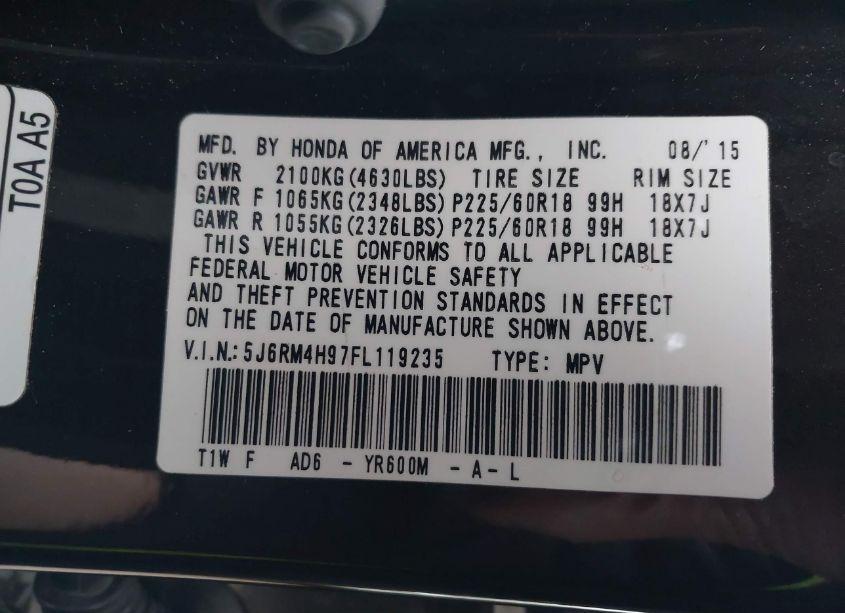 T0A A5
MFD. BY HONDA OF AMERICA MFG., INC. 08/'15
GVWR 2100KG(4630LBS) TIRE SIZE RIM SIZE
GAWR F 1065KG(2348LBS) P225/60R18 99H 18X7J
GAWR R 1055KG(2326LBS) P225/60R18 99H 18X7J
THIS VEHICLE CONFORMS TO ALL APPLICABLE
FEDERAL MOTOR VEHICLE SAFETY
AND THEFT PREVENTION STANDARDS IN EFFECT
ON THE DATE OF MANUFACTURE SHOWN ABOVE.
V.I.N.: 5J6RM4H97FL119235 TYPE: MPV
T1W F AD6 - YR600M - A - L